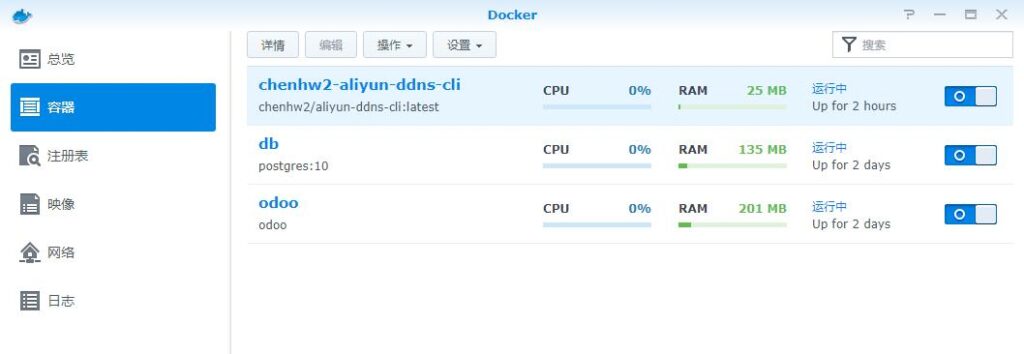 Docker
总览
容器
注册表
映像
网络
日志
详情 编辑 操作 设置 搜索
chenhw2-aliyun-ddns-cli
chenhw2/aliyun-ddns-cli:latest
CPU 0% RAM 25 MB
运行中
Up for 2 hours
db
postgres:10
CPU 0% RAM 135 MB
运行中
Up for 2 days
odoo
odoo
CPU 0% RAM 201 MB
运行中
Up for 2 days